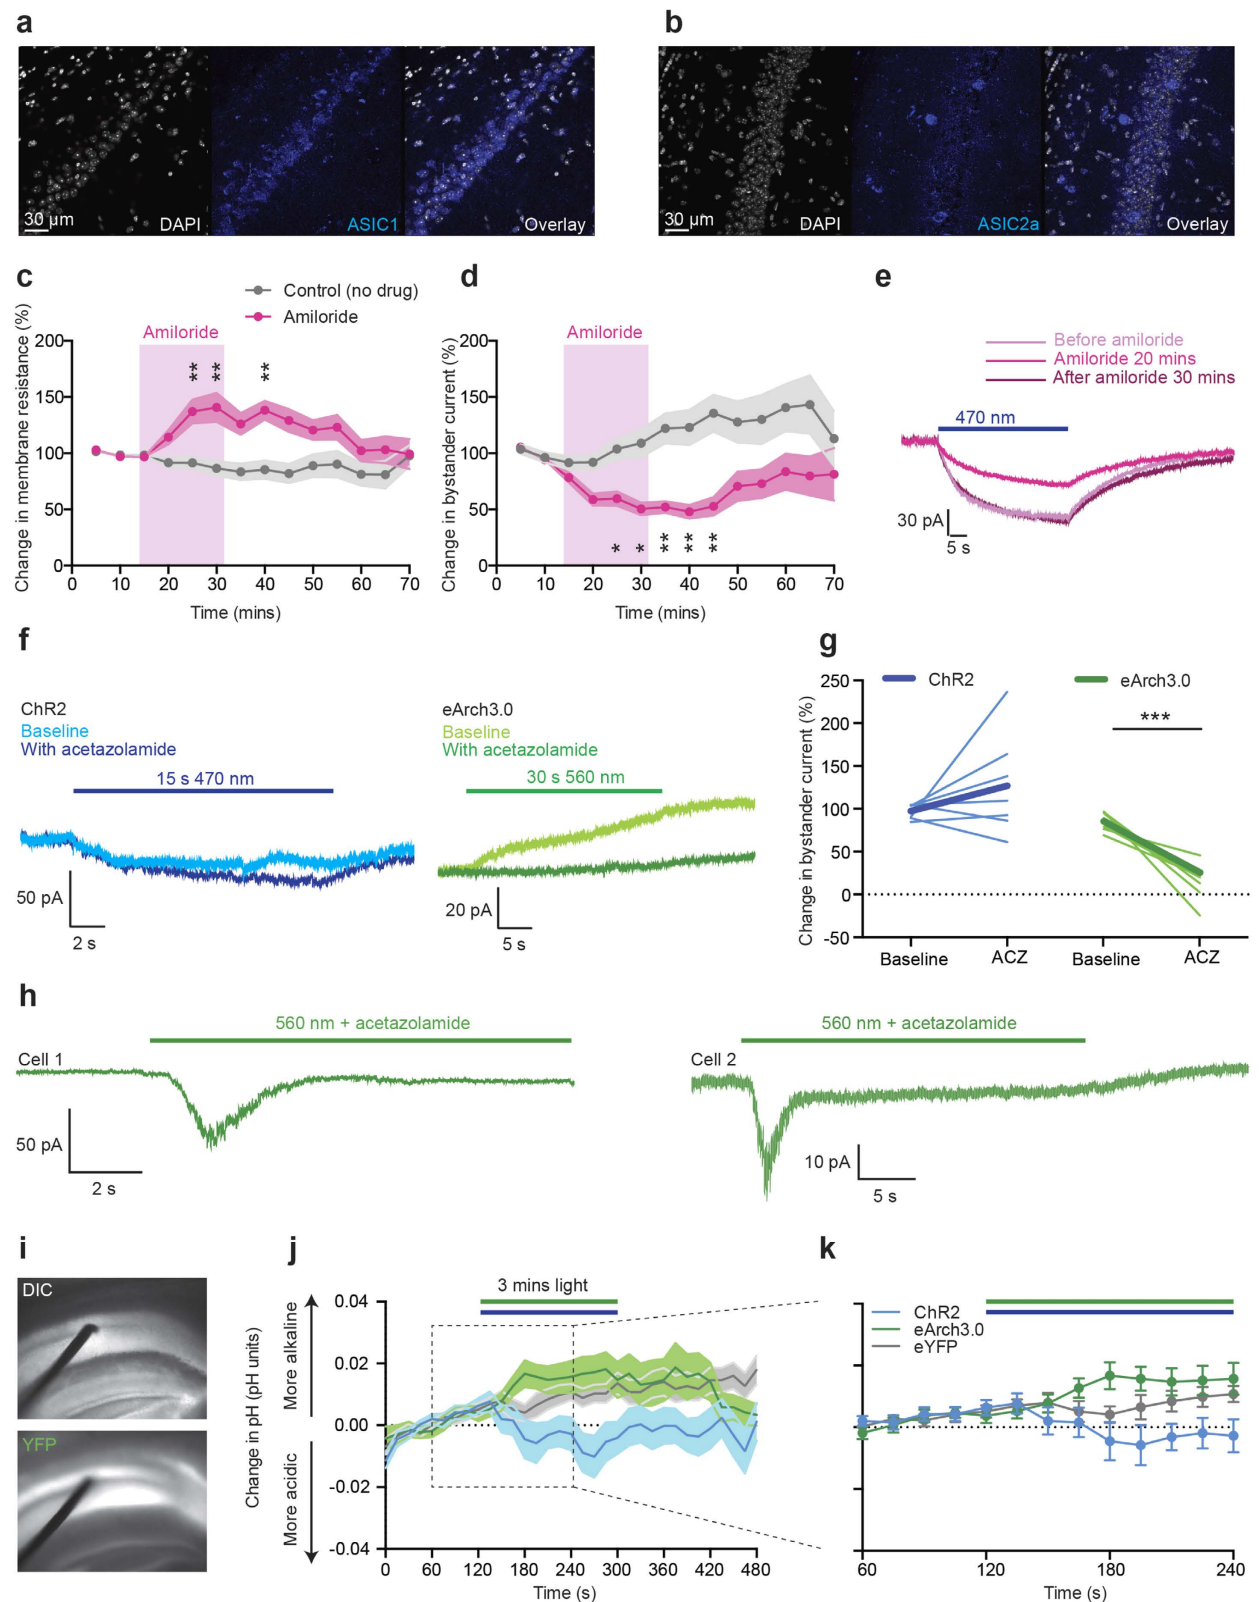 a
b
30 µm
DAPI
ASIC1
Overlay
30 µm
DAPI
ASIC2a
Overlay
c
d
e
Control (no drug)
Amiloride
Change in membrane resistance (%)
Amiloride
200
150
100
50
0
**
**
**
0
10
20
30
40
50
60
70
Time (mins)
Change in bystander current (%)
Amiloride
200
150
100
50
0
*
*
**
**
**
0
10
20
30
40
50
60
70
Time (mins)
Before amiloride
Amiloride 20 mins
After amiloride 30 mins
470 nm
30 pA
5 s
f
g
ChR2
Baseline
With acetazolamide
15 s 470 nm
50 pA
2 s
eArch3.0
Baseline
With acetazolamide
30 s 560 nm
20 pA
5 s
Change in bystander current (%)
250
200
150
100
50
0
-50
ChR2
eArch3.0
***
Baseline
ACZ
Baseline
ACZ
h
560 nm + acetazolamide
Cell 1
50 pA
2 s
560 nm + acetazolamide
Cell 2
10 pA
5 s
i
j
k
DIC
YFP
3 mins light
More alkaline
More acidic
Change in pH (pH units)
0.04
0.02
0.00
-0.02
-0.04
0
60
120
180
240
300
360
420
480
Time (s)
ChR2
eArch3.0
eYFP
60
120
180
240
Time (s)